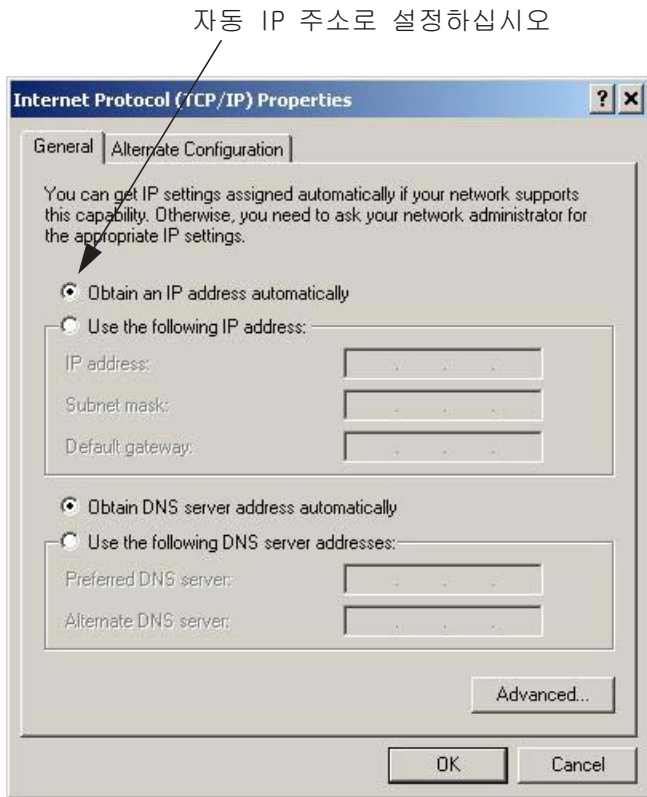 자동 IP 주소로 설정하십시오
Internet Protocol (TCP/IP) Properties
General
Alternate Configuration
You can get IP settings assigned automatically if your network supports
this capability. Otherwise, you need to ask your network administrator for
the appropriate IP settings.
Obtain an IP address automatically
Use the following IP address:
IP address:
Subnet mask:
Default gateway:
Obtain DNS server address automatically
Use the following DNS server addresses:
Preferred DNS server:
Alternate DNS server:
Advanced...
OK
Cancel